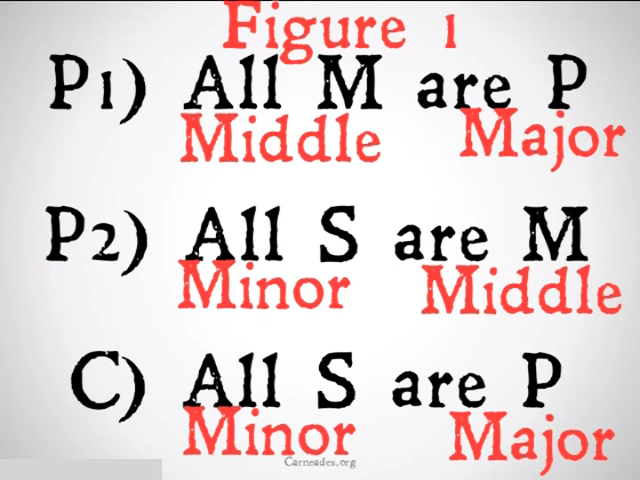 Figure 1
P1) All M are P
Middle Major
P2) All S are M
Minor Middle
C) All S are P
Minor Major
Carneades.org